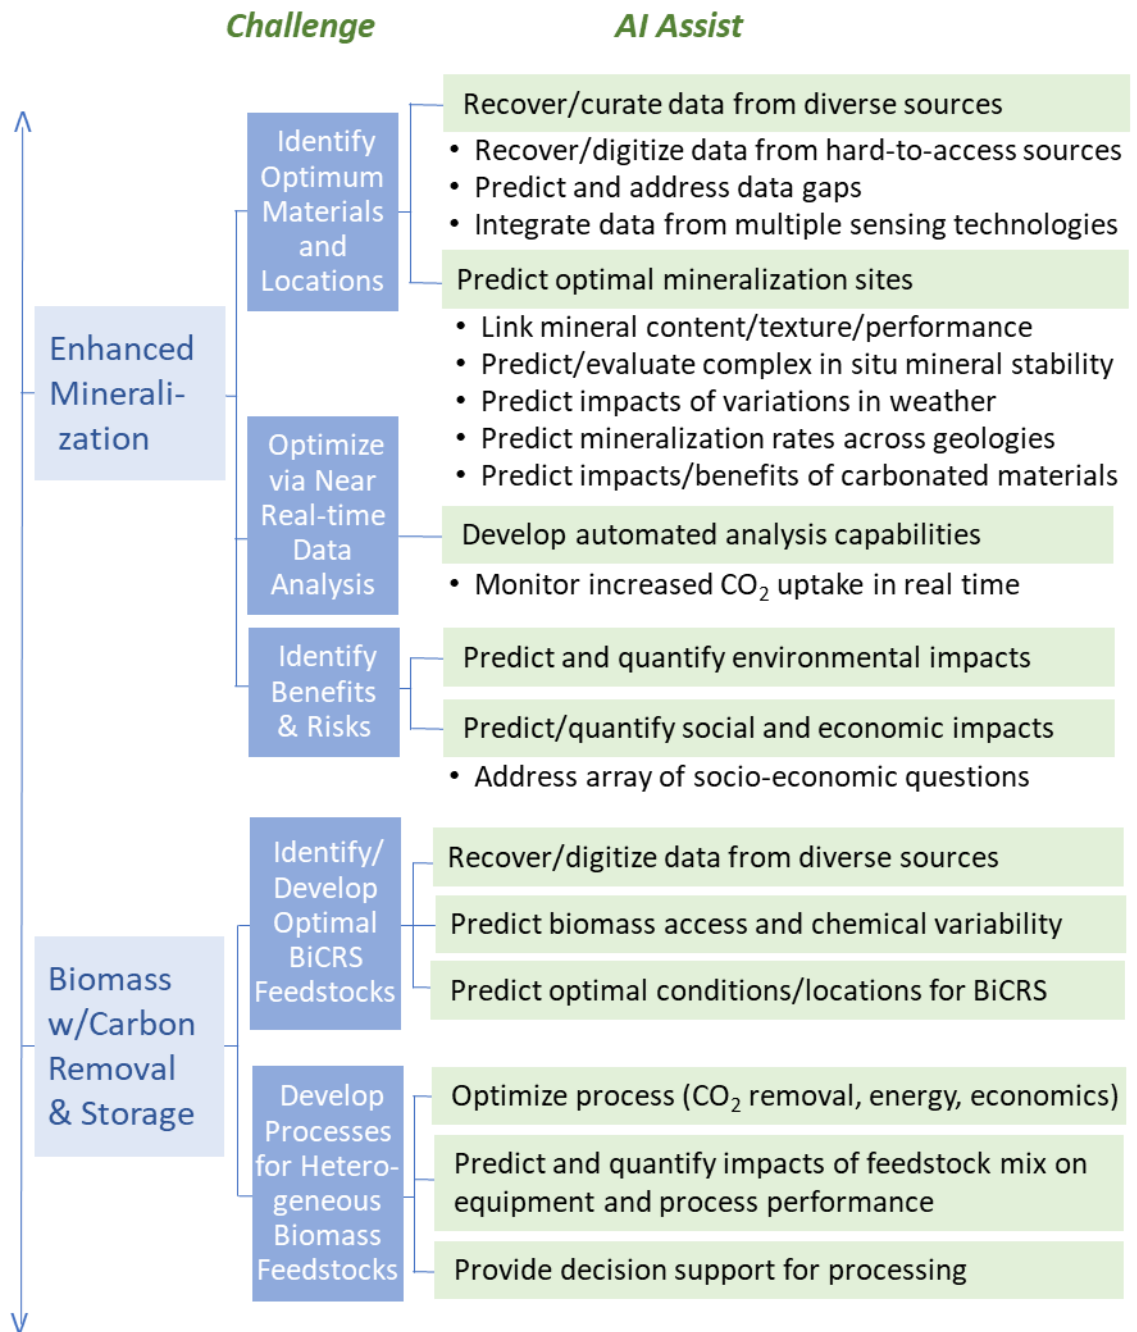 Challenge
AI Assist
Enhanced
Minerali-
zation
Identify
Optimum
Materials
and
Locations
Recover/curate data from diverse sources
• Recover/digitize data from hard-to-access sources
• Predict and address data gaps
• Integrate data from multiple sensing technologies
Predict optimal mineralization sites
• Link mineral content/texture/performance
• Predict/evaluate complex in situ mineral stability
• Predict impacts of variations in weather
• Predict mineralization rates across geologies
• Predict impacts/benefits of carbonated materials
Optimize
via Near
Real-time
Data
Analysis
Develop automated analysis capabilities
• Monitor increased CO₂ uptake in real time
Identify
Benefits
& Risks
Predict and quantify environmental impacts
Predict/quantify social and economic impacts
• Address array of socio-economic questions
Biomass
w/Carbon
Removal
& Storage
Identify/
Develop
Optimal
BiCRS
Feedstocks
Recover/digitize data from diverse sources
Predict biomass access and chemical variability
Predict optimal conditions/locations for BiCRS
Develop
Processes
for Hetero-
geneous
Biomass
Feedstocks
Optimize process (CO₂ removal, energy, economics)
Predict and quantify impacts of feedstock mix on
equipment and process performance
Provide decision support for processing